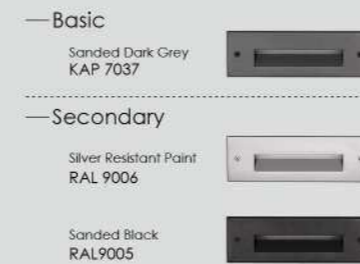 Basic
Sanded Dark Grey
KAP 7037
Secondary
Silver Resistant Paint
RAL 9006
Sanded Black
RAL9005